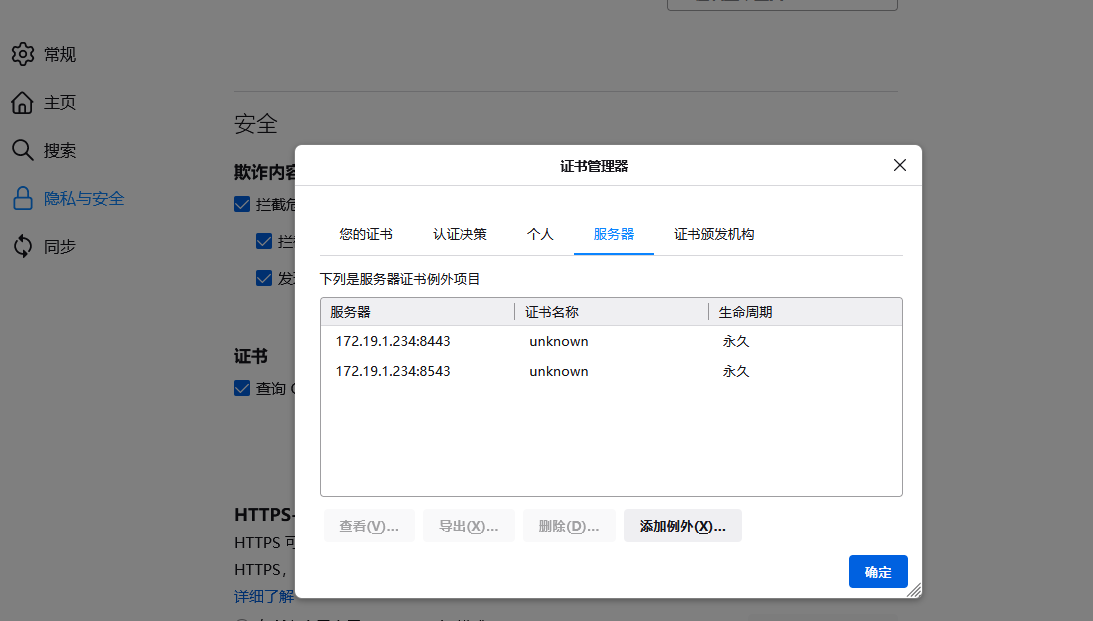 常规
主页
搜索
隐私与安全
同步
安全
欺诈内容
拦截危
拦
发现
证书
查询
HTTPS-
HTTPS 可
HTTPS，
详细了解
证书管理器
您的证书 认证决策 个人 服务器 证书颁发机构
下列是服务器证书例外项目
服务器 证书名称 生命周期
172.19.1.234:8443 unknown 永久
172.19.1.234:8543 unknown 永久
查看(V)... 导出(X)... 删除(D)... 添加例外(X)...
确定